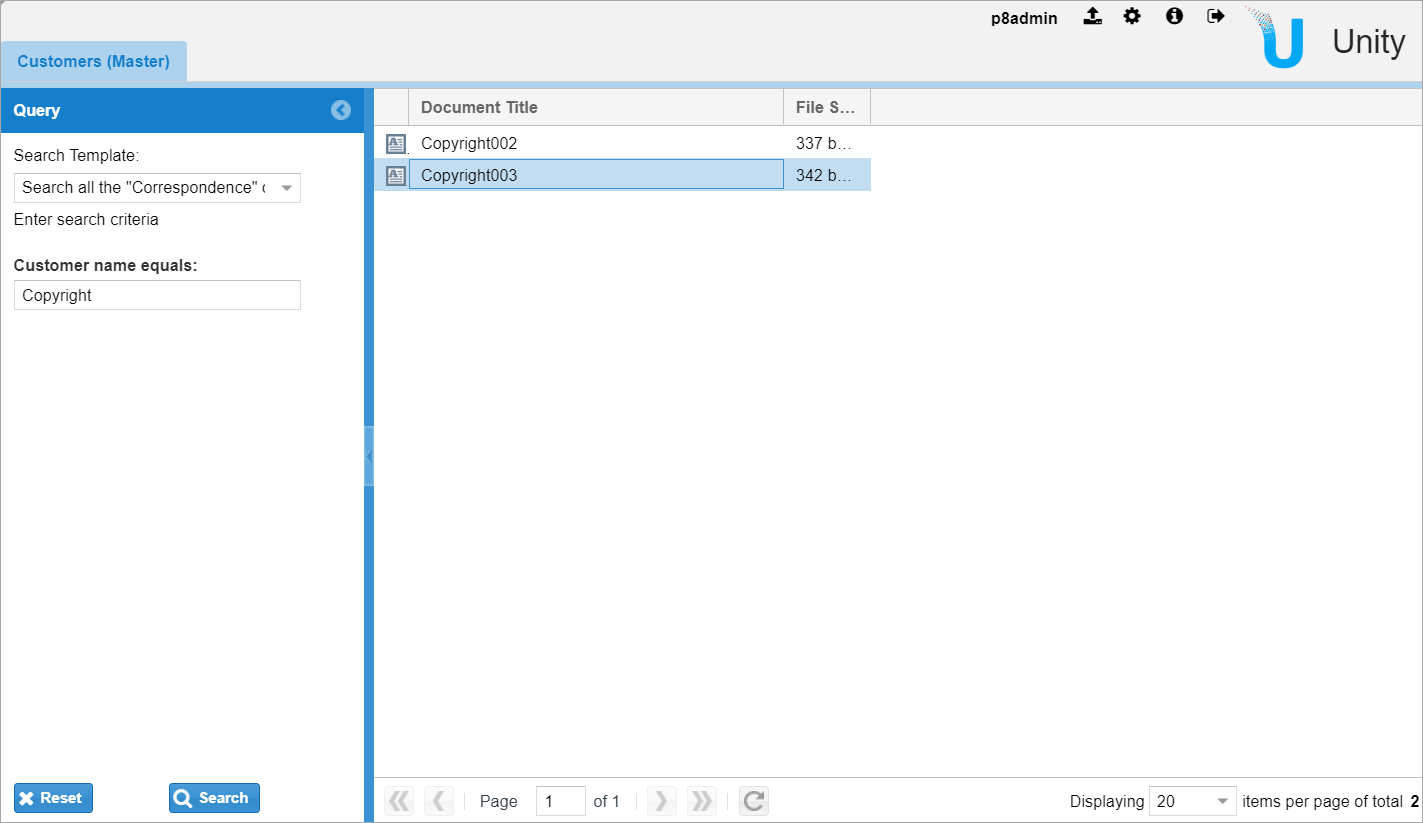 p8admin
Unity
Customers (Master)
Query
Search Template:
Search all the "Correspondence"
Enter search criteria
Customer name equals:
Copyright
Reset
Search
Document Title
File S...
Copyright002
337 b...
Copyright003
342 b...
Page
1
of 1
Displaying
20
items per page of total 2